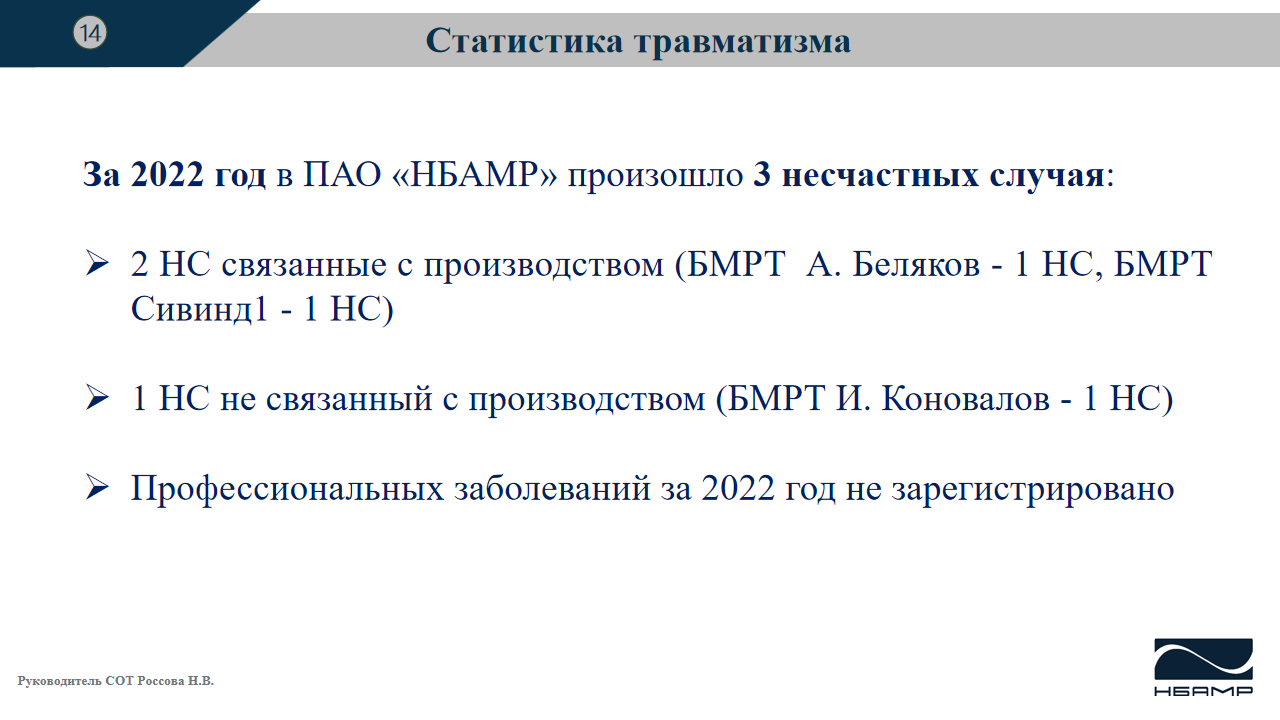 14
Статистика травматизма
За 2022 год в ПАО «НБАМР» произошло 3 несчастных случая:
➢ 2 НС связанные с производством (БМРТ А. Беляков - 1 НС, БМРТ
Сивинд1 - 1 НС)
➢ 1 НС не связанный с производством (БМРТ И. Коновалов - 1 НС)
➢ Профессиональных заболеваний за 2022 год не зарегистрировано
Руководитель СОТ Россова Н.В.
НБАМР